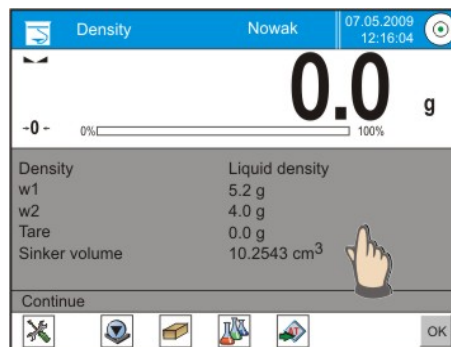 Density Nowak 07.05.2009
12:16:04
0.0 g
→0← 0% 100%
Density Liquid density
w1 5.2 g
w2 4.0 g
Tare 0.0 g
Sinker volume 10.2543 cm³
Continue
OK